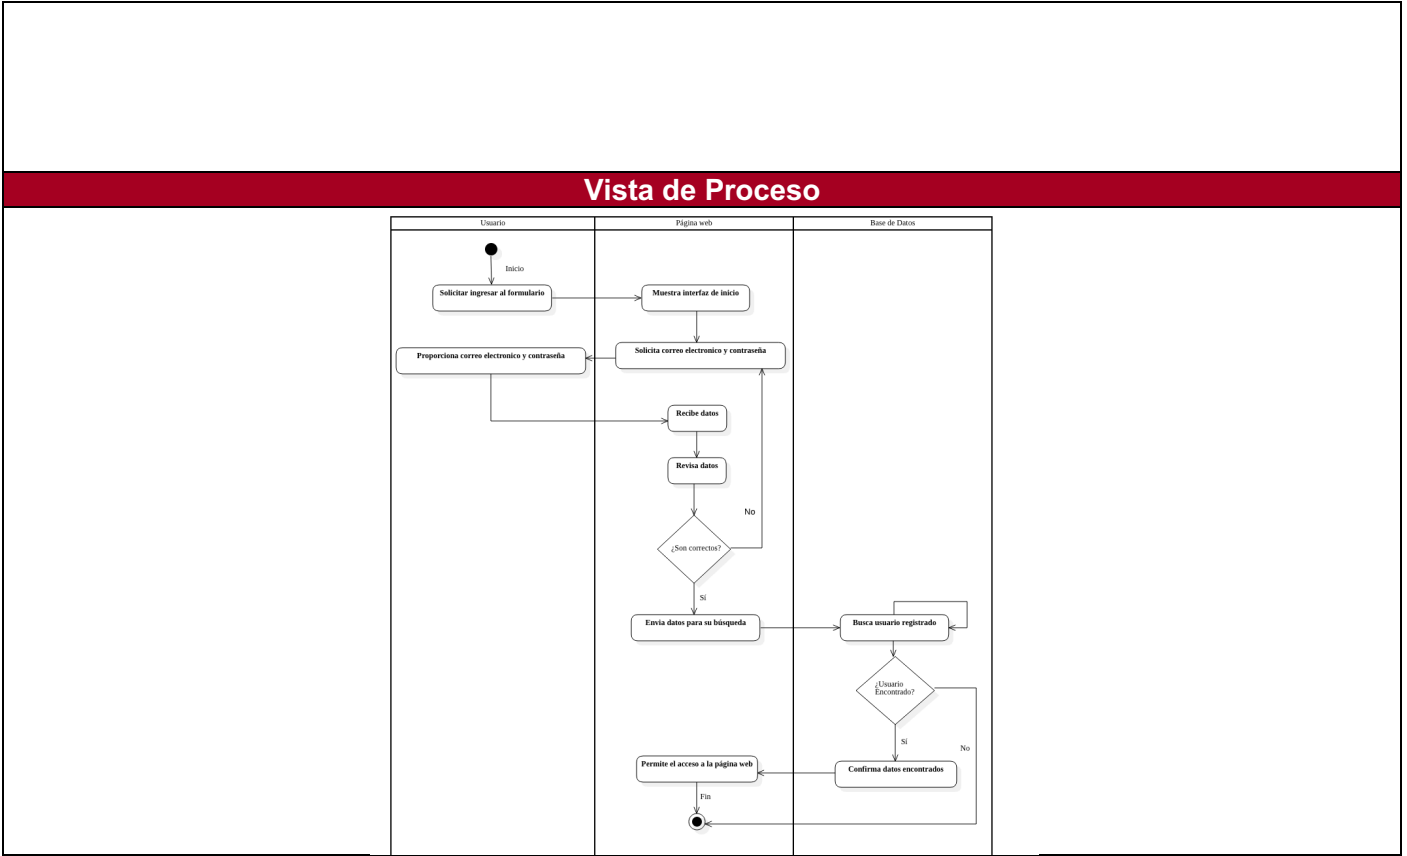 Vista de Proceso
Usuario
Página web
Base de Datos
Inicio
Solicitar ingresar al formulario
Muestra interfaz de inicio
Solicita correo electronico y contraseña
Proporciona correo electronico y contraseña
Recibe datos
Revisa datos
No
¿Son correctos?
Sí
Envia datos para su búsqueda
Busca usuario registrado
¿Usuario
Encontrado?
Sí
No
Permite el acceso a la página web
Confirma datos encontrados
Fin